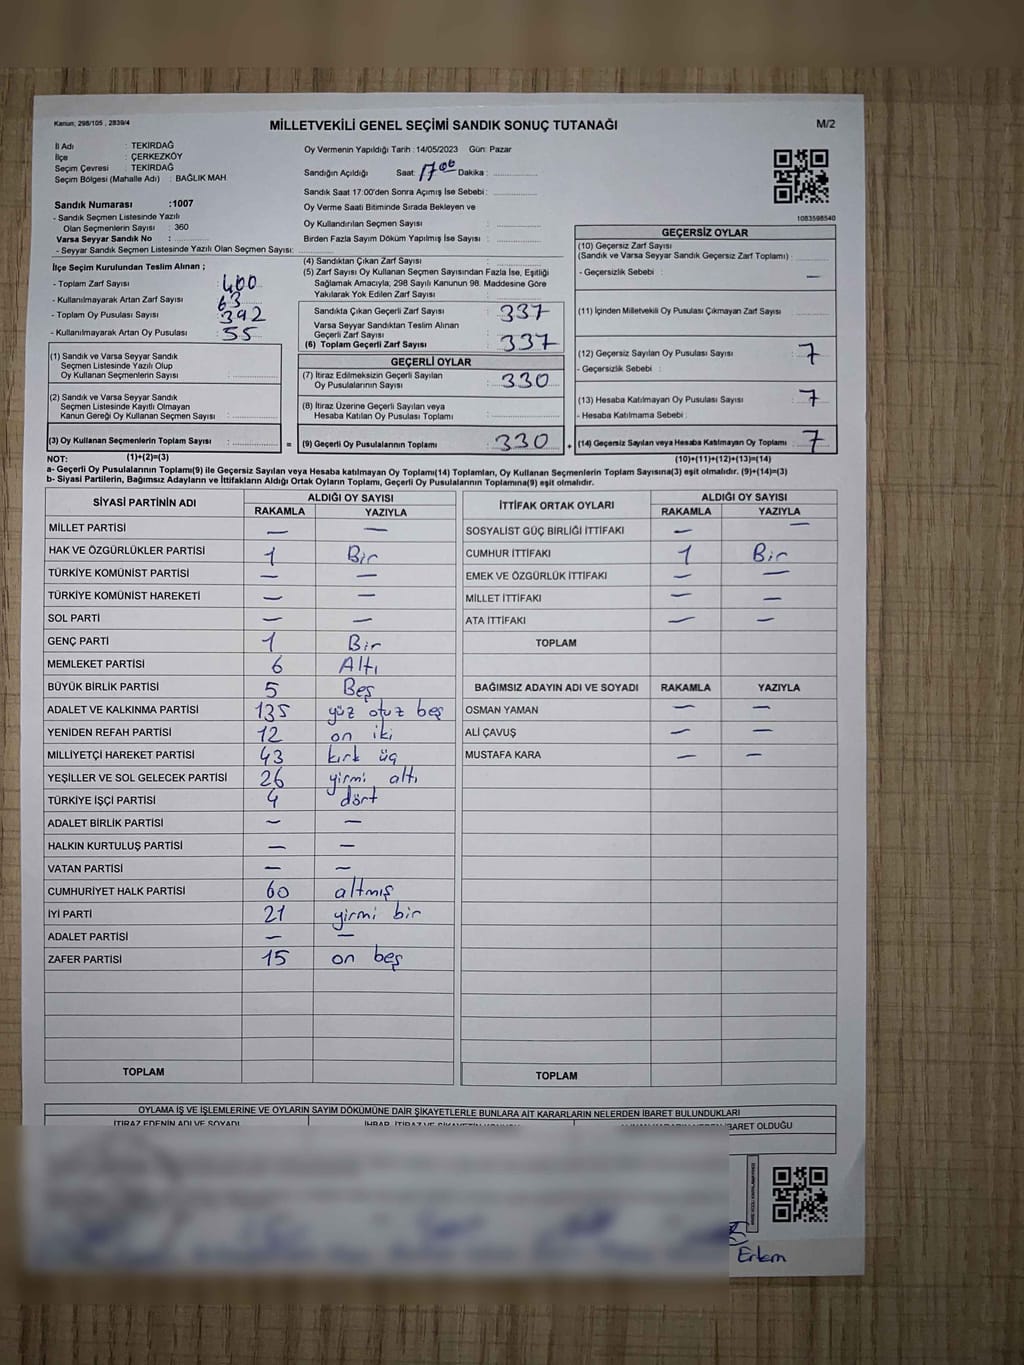 Kanun; 298/105 , 2839/4
MİLLETVEKİLİ GENEL SEÇİMİ SANDIK SONUÇ TUTANAĞI
M/2
İl Adı : TEKİRDAĞ
İlçe : ÇERKEZKÖY
Seçim Çevresi : TEKİRDAĞ
Seçim Bölgesi (Mahalle Adı) : BAĞLIK MAH
Sandık Numarası :1007
- Sandık Seçmen Listesinde Yazılı
Olan Seçmenlerin Sayısı : 360
Varsa Seyyar Sandık No :
- Seyyar Sandık Seçmen Listesinde Yazılı Olan Seçmen Sayısı:
Oy Vermenin Yapıldığı Tarih : 14/05/2023 Gün: Pazar
Sandığın Açıldığı Saat: 17 00 Dakika :
Sandık Saat 17:00'den Sonra Açımış İse Sebebi :
Oy Verme Saati Bitiminde Sırada Bekleyen ve
Oy Kullandırılan Seçmen Sayısı :
Birden Fazla Sayım Döküm Yapılmış İse Sayısı :
1083598540
İlçe Seçim Kurulundan Teslim Alınan ;
- Toplam Zarf Sayısı : 400
- Kullanılmayarak Artan Zarf Sayısı : 63
- Toplam Oy Pusulası Sayısı : 392
- Kullanılmayarak Artan Oy Pusulası : 55
(1) Sandık ve Varsa Seyyar Sandık
Seçmen Listesinde Yazılı Olup
Oy Kullanan Seçmenlerin Sayısı :
(2) Sandık ve Varsa Seyyar Sandık
Seçmen Listesinde Kayıtlı Olmayan
Kanun Gereği Oy Kullanan Seçmen Sayısı :
(3) Oy Kullanan Seçmenlerin Toplam Sayısı : =
(1)+(2)=(3)
(4) Sandıktan Çıkan Zarf Sayısı :
(5) Zarf Sayısı Oy Kullanan Seçmen Sayısından Fazla İse, Eşitliği
Sağlamak Amacıyla, 298 Sayılı Kanunun 98. Maddesine Göre
Yakılarak Yok Edilen Zarf Sayısı :
Sandıkta Çıkan Geçerli Zarf Sayısı : 337
Varsa Seyyar Sandıktan Teslim Alınan
Geçerli Zarf Sayısı :
(6) Toplam Geçerli Zarf Sayısı : 337
GEÇERLİ OYLAR
(7) İtiraz Edilmeksizin Geçerli Sayılan
Oy Pusulalarının Sayısı : 330
(8) İtiraz Üzerine Geçerli Sayılan veya
Hesaba Katılan Oy Pusulası Toplamı :
(9) Geçerli Oy Pusulalarının Toplamı : 330 +
GEÇERSİZ OYLAR
(10) Geçersiz Zarf Sayısı
(Sandık ve Varsa Seyyar Sandık Geçersiz Zarf Toplamı) :
- Geçersizlik Sebebi : —
(11) İçinden Milletvekili Oy Pusulası Çıkmayan Zarf Sayısı :
(12) Geçersiz Sayılan Oy Pusulası Sayısı : 7
- Geçersizlik Sebebi :
(13) Hesaba Katılmayan Oy Pusulası Sayısı : 7
- Hesaba Katılmama Sebebi :
(14) Geçersiz Sayılan veya Hesaba Katılmayan Oy Toplamı : 7
(10)+(11)+(12)+(13)=(14)
NOT:
a- Geçerli Oy Pusulalarının Toplamı(9) ile Geçersiz Sayılan veya Hesaba katılmayan Oy Toplamı(14) Toplamları, Oy Kullanan Seçmenlerin Toplam Sayısına(3) eşit olmalıdır. (9)+(14)=(3)
b- Siyasi Partilerin, Bağımsız Adayların ve İttifakların Aldığı Ortak Oyların Toplamı, Geçerli Oy Pusulalarının Toplamına(9) eşit olmalıdır.
SİYASİ PARTİNİN ADI ALDIĞI OY SAYISI
RAKAMLA YAZIYLA
MİLLET PARTİSİ — —
HAK VE ÖZGÜRLÜKLER PARTİSİ 1 Bir
TÜRKİYE KOMÜNİST PARTİSİ — —
TÜRKİYE KOMÜNİST HAREKETİ — —
SOL PARTİ — —
GENÇ PARTİ 1 Bir
MEMLEKET PARTİSİ 6 Altı
BÜYÜK BİRLİK PARTİSİ 5 Beş
ADALET VE KALKINMA PARTİSİ 135 yüz otuz beş
YENİDEN REFAH PARTİSİ 12 on iki
MİLLİYETÇİ HAREKET PARTİSİ 43 kırk üç
YEŞİLLER VE SOL GELECEK PARTİSİ 26 yirmi altı
TÜRKİYE İŞÇİ PARTİSİ 4 dört
ADALET BİRLİK PARTİSİ — —
HALKIN KURTULUŞ PARTİSİ — —
VATAN PARTİSİ — —
CUMHURİYET HALK PARTİSİ 60 altmış
İYİ PARTİ 21 yirmi bir
ADALET PARTİSİ — —
ZAFER PARTİSİ 15 on beş
TOPLAM
İTTİFAK ORTAK OYLARI ALDIĞI OY SAYISI
RAKAMLA YAZIYLA
SOSYALİST GÜÇ BİRLİĞİ İTTİFAKI — —
CUMHUR İTTİFAKI 1 Bir
EMEK VE ÖZGÜRLÜK İTTİFAKI — —
MİLLET İTTİFAKI — —
ATA İTTİFAKI — —
TOPLAM
BAĞIMSIZ ADAYIN ADI VE SOYADI RAKAMLA YAZIYLA
OSMAN YAMAN — —
ALİ ÇAVUŞ — —
MUSTAFA KARA — —
TOPLAM
OYLAMA İŞ VE İŞLEMLERİNE VE OYLARIN SAYIM DÖKÜMÜNE DAİR ŞİKAYETLERLE BUNLARA AİT KARARLARIN NELERDEN İBARET BULUNDUKLARI
İTİRAZ EDENİN ADI VE SOYADI
İBARET OLDUĞU
Ertem